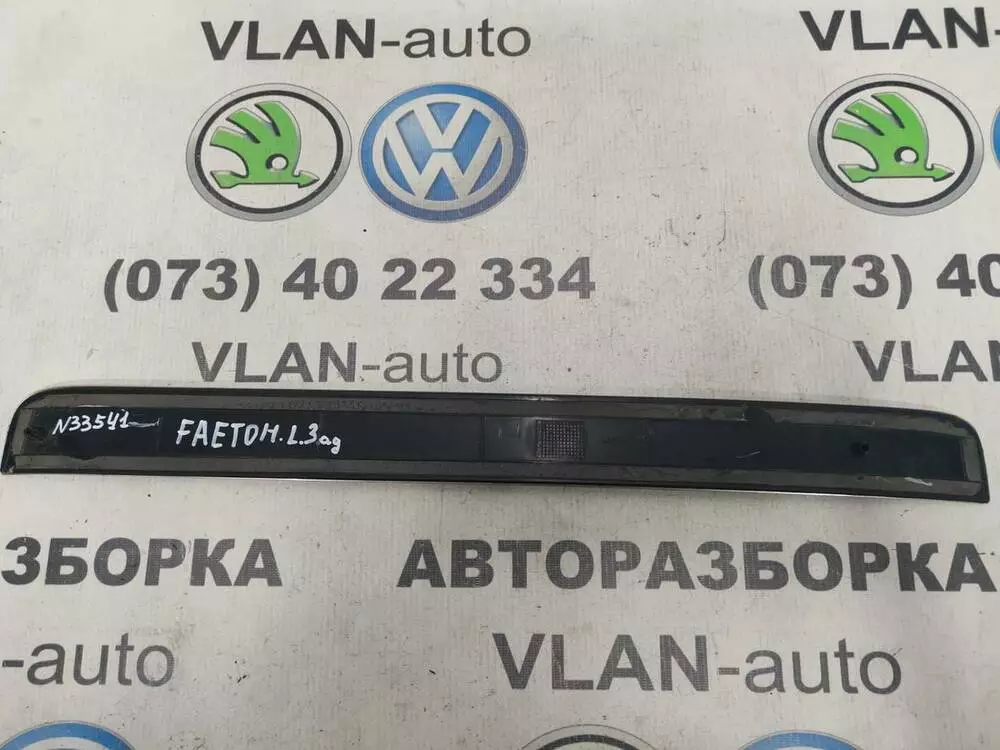 VLAN-auto VLAN-
(073) 40 22 334 (073) 40
VLAN-auto VLAN-
N33541 FAETOH.L.3ag
ЗБОРКА АВТОРАЗБОРКА
-auto VLAN-auto